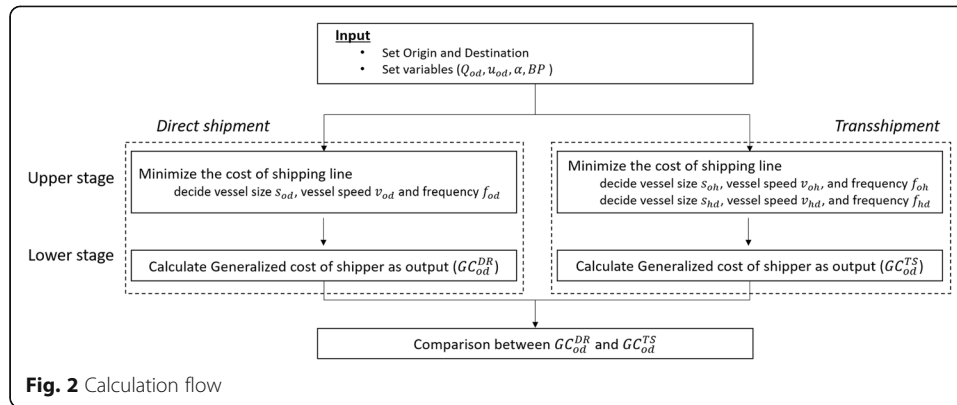 Input
• Set Origin and Destination
• Set variables (Q_od, u_od, α, BP )
Direct shipment
Transshipment
Upper stage
Minimize the cost of shipping line
decide vessel size s_od, vessel speed v_od and frequency f_od
Minimize the cost of shipping line
decide vessel size s_oh, vessel speed v_oh, and frequency f_oh
decide vessel size s_hd, vessel speed v_hd, and frequency f_hd
Lower stage
Calculate Generalized cost of shipper as output (GC_od^DR)
Calculate Generalized cost of shipper as output (GC_od^TS)
Comparison between GC_od^DR and GC_od^TS
Fig. 2 Calculation flow